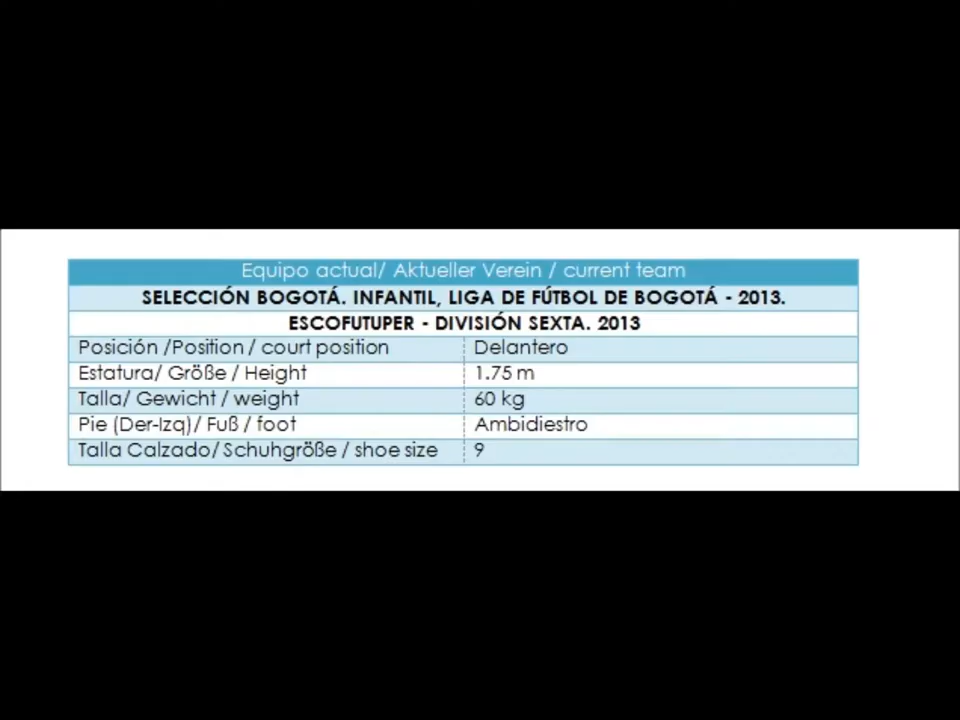 Equipo actual/ Aktueller Verein / current team
SELECCIÓN BOGOTÁ. INFANTIL, LIGA DE FÚTBOL DE BOGOTÁ - 2013.
ESCOFUTUPER - DIVISIÓN SEXTA. 2013
Posición /Position / court position Delantero
Estatura/ Größe / Height 1.75 m
Talla/ Gewicht / weight 60 kg
Pie (Der-Izq)/ Fuß / foot Ambidiestro
Talla Calzado/ Schuhgröße / shoe size 9